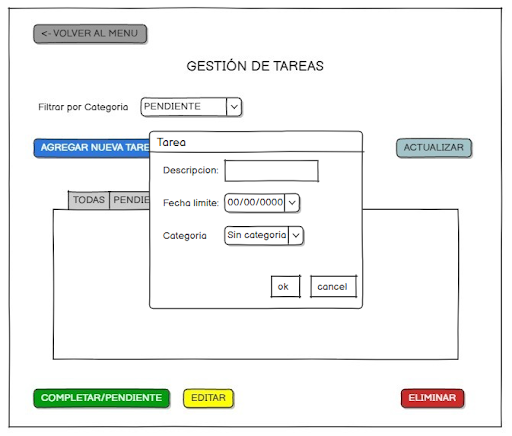 <- VOLVER AL MENU
GESTIÓN DE TAREAS
Filtrar por Categoria PENDIENTE
AGREGAR NUEVA TARE
ACTUALIZAR
Tarea
Descripcion:
TODAS PENDIE
Fecha limite: 00/00/0000
Categoria Sin categoria
ok cancel
COMPLETAR/PENDIENTE EDITAR ELIMINAR